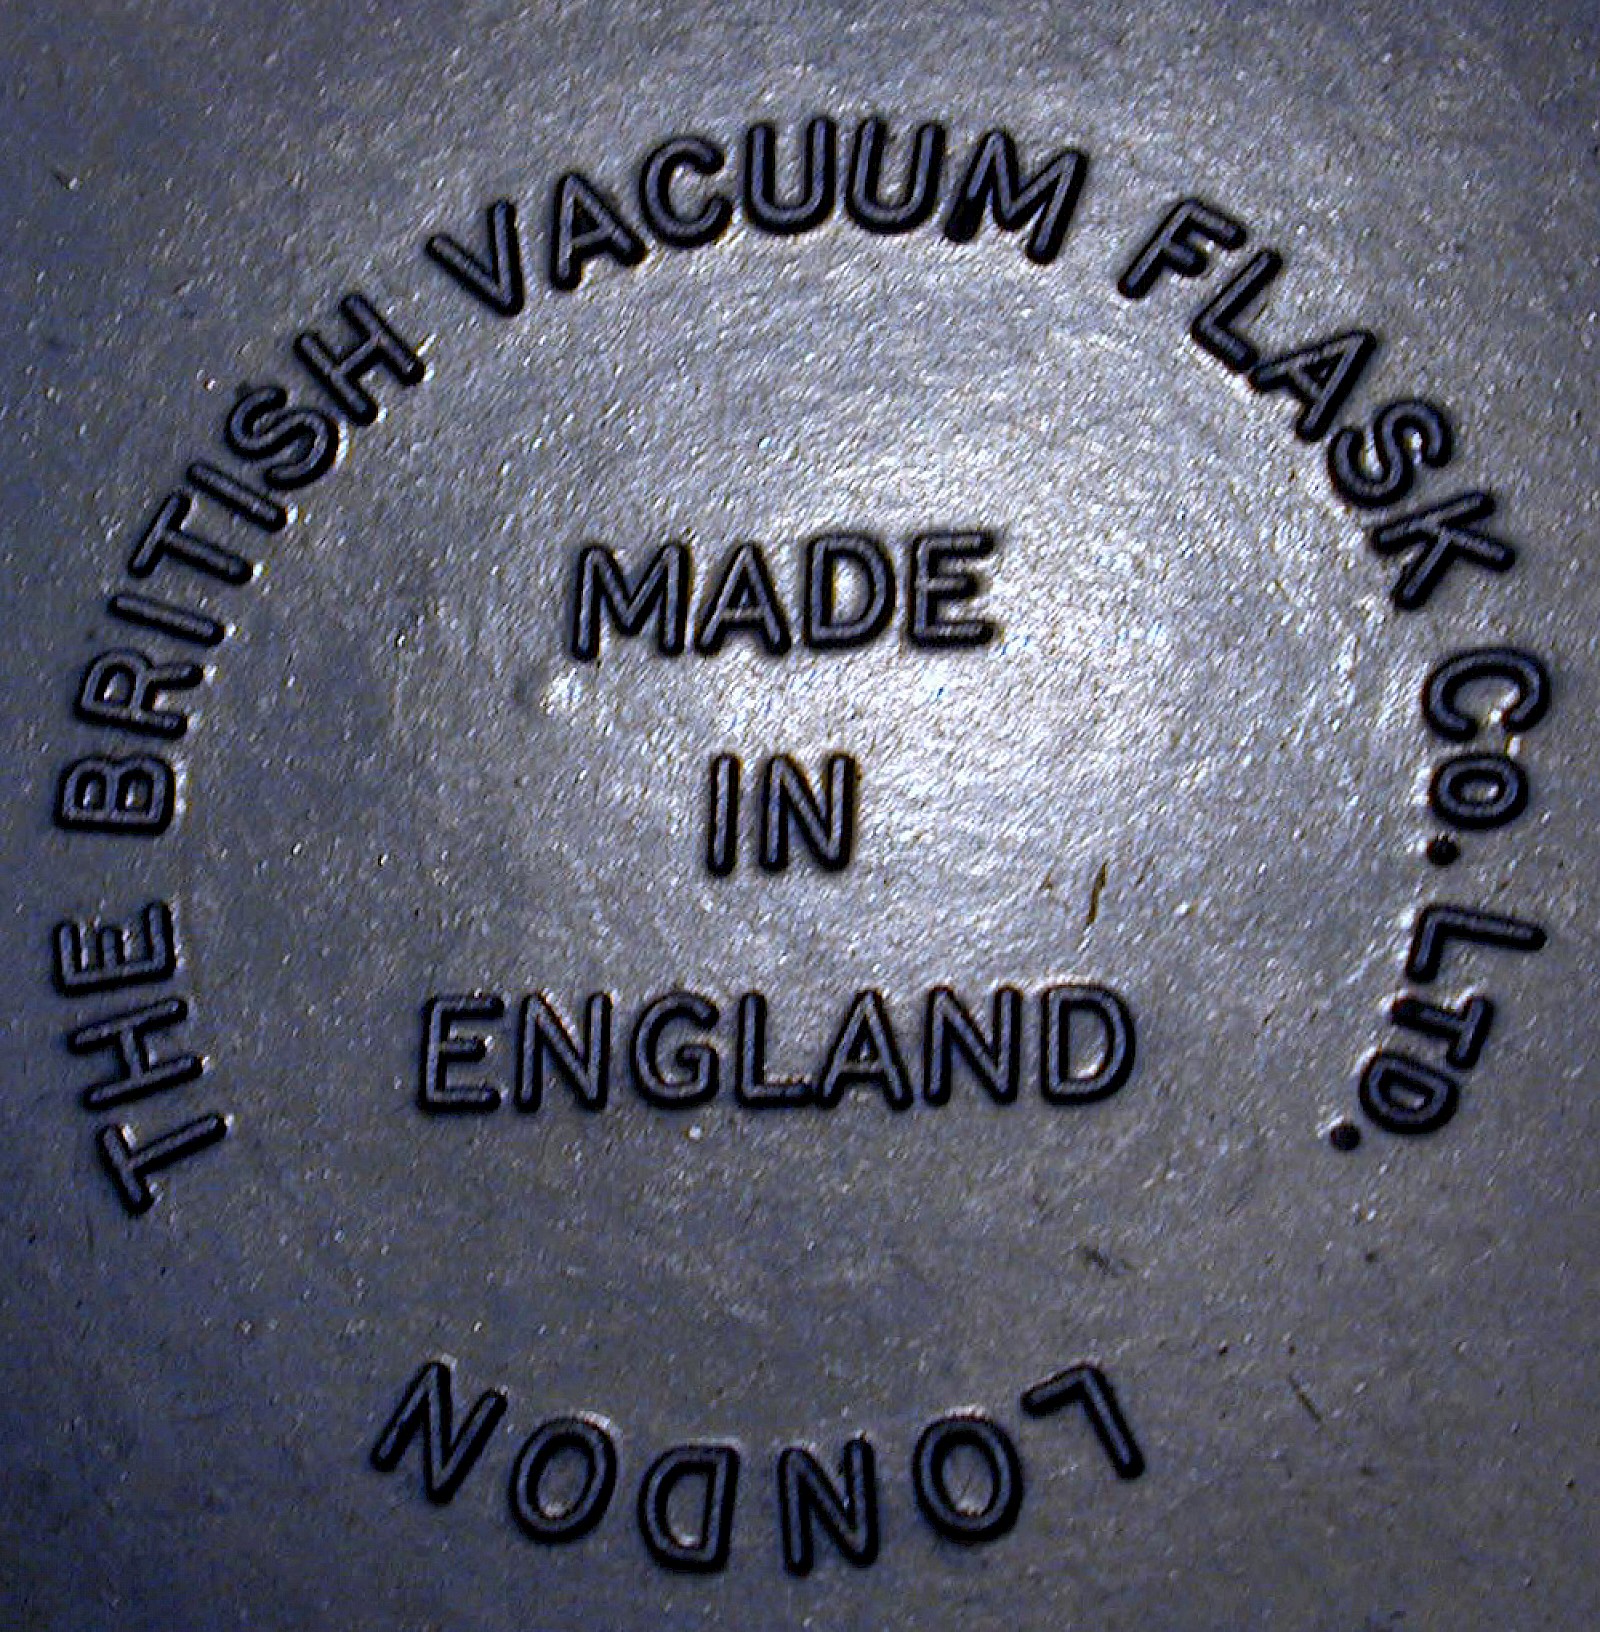 THE BRITISH VACUUM FLASK Co. LTD.
LONDON
MADE
IN
ENGLAND